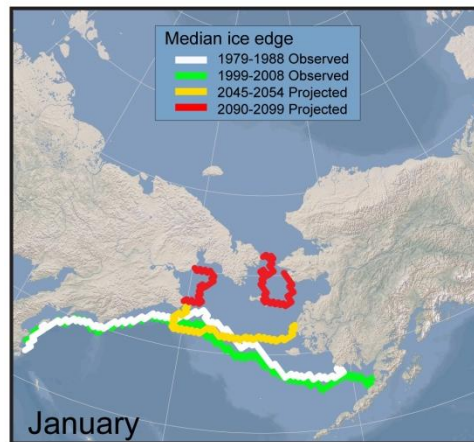 Median ice edge
1979-1988 Observed
1999-2008 Observed
2045-2054 Projected
2090-2099 Projected
January